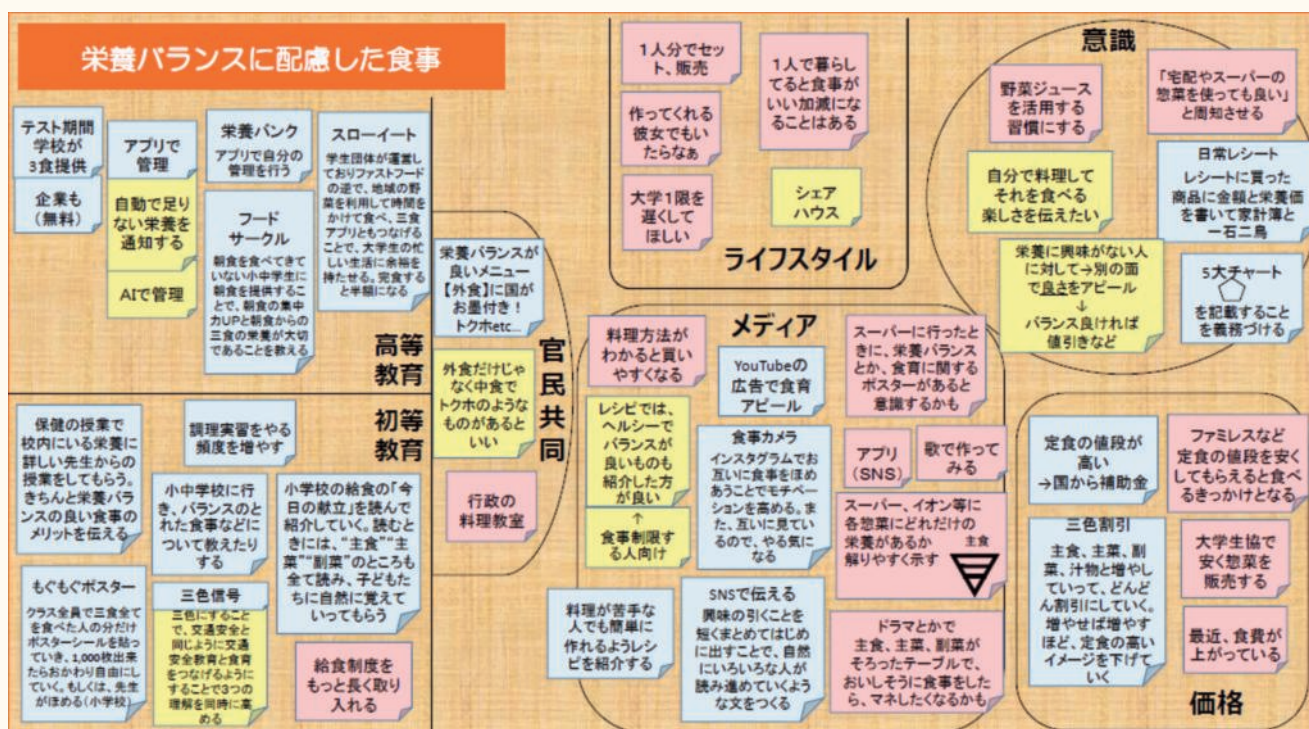 栄養バランスに配慮した食事
テスト期間
学校が
3食提供
企業も
(無料)
アプリで
管理
自動で足り
ない栄養を
通知する
AIで管理
栄養バンク
アプリで自分の
管理を行う
フード
サークル
朝食を食べてき
ていない小中学生に
朝食を提供すること
で、朝食の集中
力UPと朝食からの
三食の栄養が大切
であることを教える
スローイート
学生団体が運営し
ておりファストフード
の逆で、地域の野
菜を利用して時間を
かけて食べ、三食
アプリともつなげる
ことで、大学生の忙
しい生活に余裕を
持たせる。完食する
と半額になる
高等
教育
初等
教育
保健の授業で
校内にいる栄養に
詳しい先生からの
授業をしてもらう。
きちんと栄養バラ
ンスの良い食事の
メリットを伝える
調理実習をやる
頻度を増やす
小中学校に行
き、バランスのと
れた食事などに
ついて教えたり
する
小学校の給食の「今
日の献立」を読んで
紹介していく。読むと
きには、“主食”“主
菜”“副菜”のところも
全て読み、子どもた
ちに自然に覚えて
いってもらう
もぐもぐポスター
クラス全員で三食全て
を食べた人の分だけ
ポスターシールを貼っ
ていき、1,000枚出来
たらおかわり自由にし
ていく。もしくは、先生
がほめる(小学校)
三色信号
三色にすること
で、交通安全と
同じように交通
安全教育と食育
をつなげるように
することで3つの
理解を同時に高
める
給食制度を
もっと長く取り
入れる
栄養バランスが
良いメニュー
【外食】に国が
お墨付き!
トクホetc…
外食だけじゃ
なく中食で
トクホのような
ものがあると
いい
行政の
料理教室
官民共同
1人分でセッ
ト、販売
作ってくれる
彼女でもい
たらなぁ
大学1限を
遅くして
ほしい
1人で暮らし
てると食事が
いい加減にな
ることはある
シェア
ハウス
ライフスタイル
メディア
料理方法が
わかると買い
やすくなる
レシピでは、
ヘルシーで
バランスが
良いものも
紹介した方
が良い
↑
食事制限す
る人向け
YouTubeの
広告で食育
アピール
食事カメラ
インスタグラムでお
互いに食事をほめ
あうことでモチベー
ションを高める。ま
た、互いに見てい
るので、やる気に
なる
スーパーに行ったと
きに、栄養バランス
とか、食育に関する
ポスターがあると
意識するかも
アプリ
(SNS)
歌で作って
みる
スーパー、イオン等に
各惣菜にどれだけの
栄養があるか
解りやすく示す
主食
料理が苦手な
人でも簡単に
作れるようレシ
ピを紹介する
SNSで伝える
興味の引くことを
短くまとめてはじめ
に出すことで、自然
にいろいろな人が
読み進めていくよう
な文をつくる
ドラマとかで
主食、主菜、副菜が
そろったテーブルで、
おいしそうに食事をした
ら、マネしたくなるかも
意識
野菜ジュース
を活用する
習慣にする
「宅配やスーパーの
惣菜を使っても良い」
と周知させる
自分で料理して
それを食べる
楽しさを伝えたい
日常レシート
レシートに買った
商品に金額と栄養価
を書いて家計簿と
一石二鳥
栄養に興味がない人
に対して→別の面
で良さをアピール
↓
バランス良ければ
値引きなど
5大チャート
を記載すること
を義務づける
定食の値段が
高い
→国から補助金
ファミレスなど
定食の値段を安く
してもらえると食べ
るきっかけとなる
三色割引
主食、主菜、副
菜、汁物と増やし
ていって、どんど
ん割引にしていく。
増やせば増やす
ほど、定食の高い
イメージを下げて
いく
大学生協で
安く惣菜を
販売する
最近、食費が
上がっている
価格